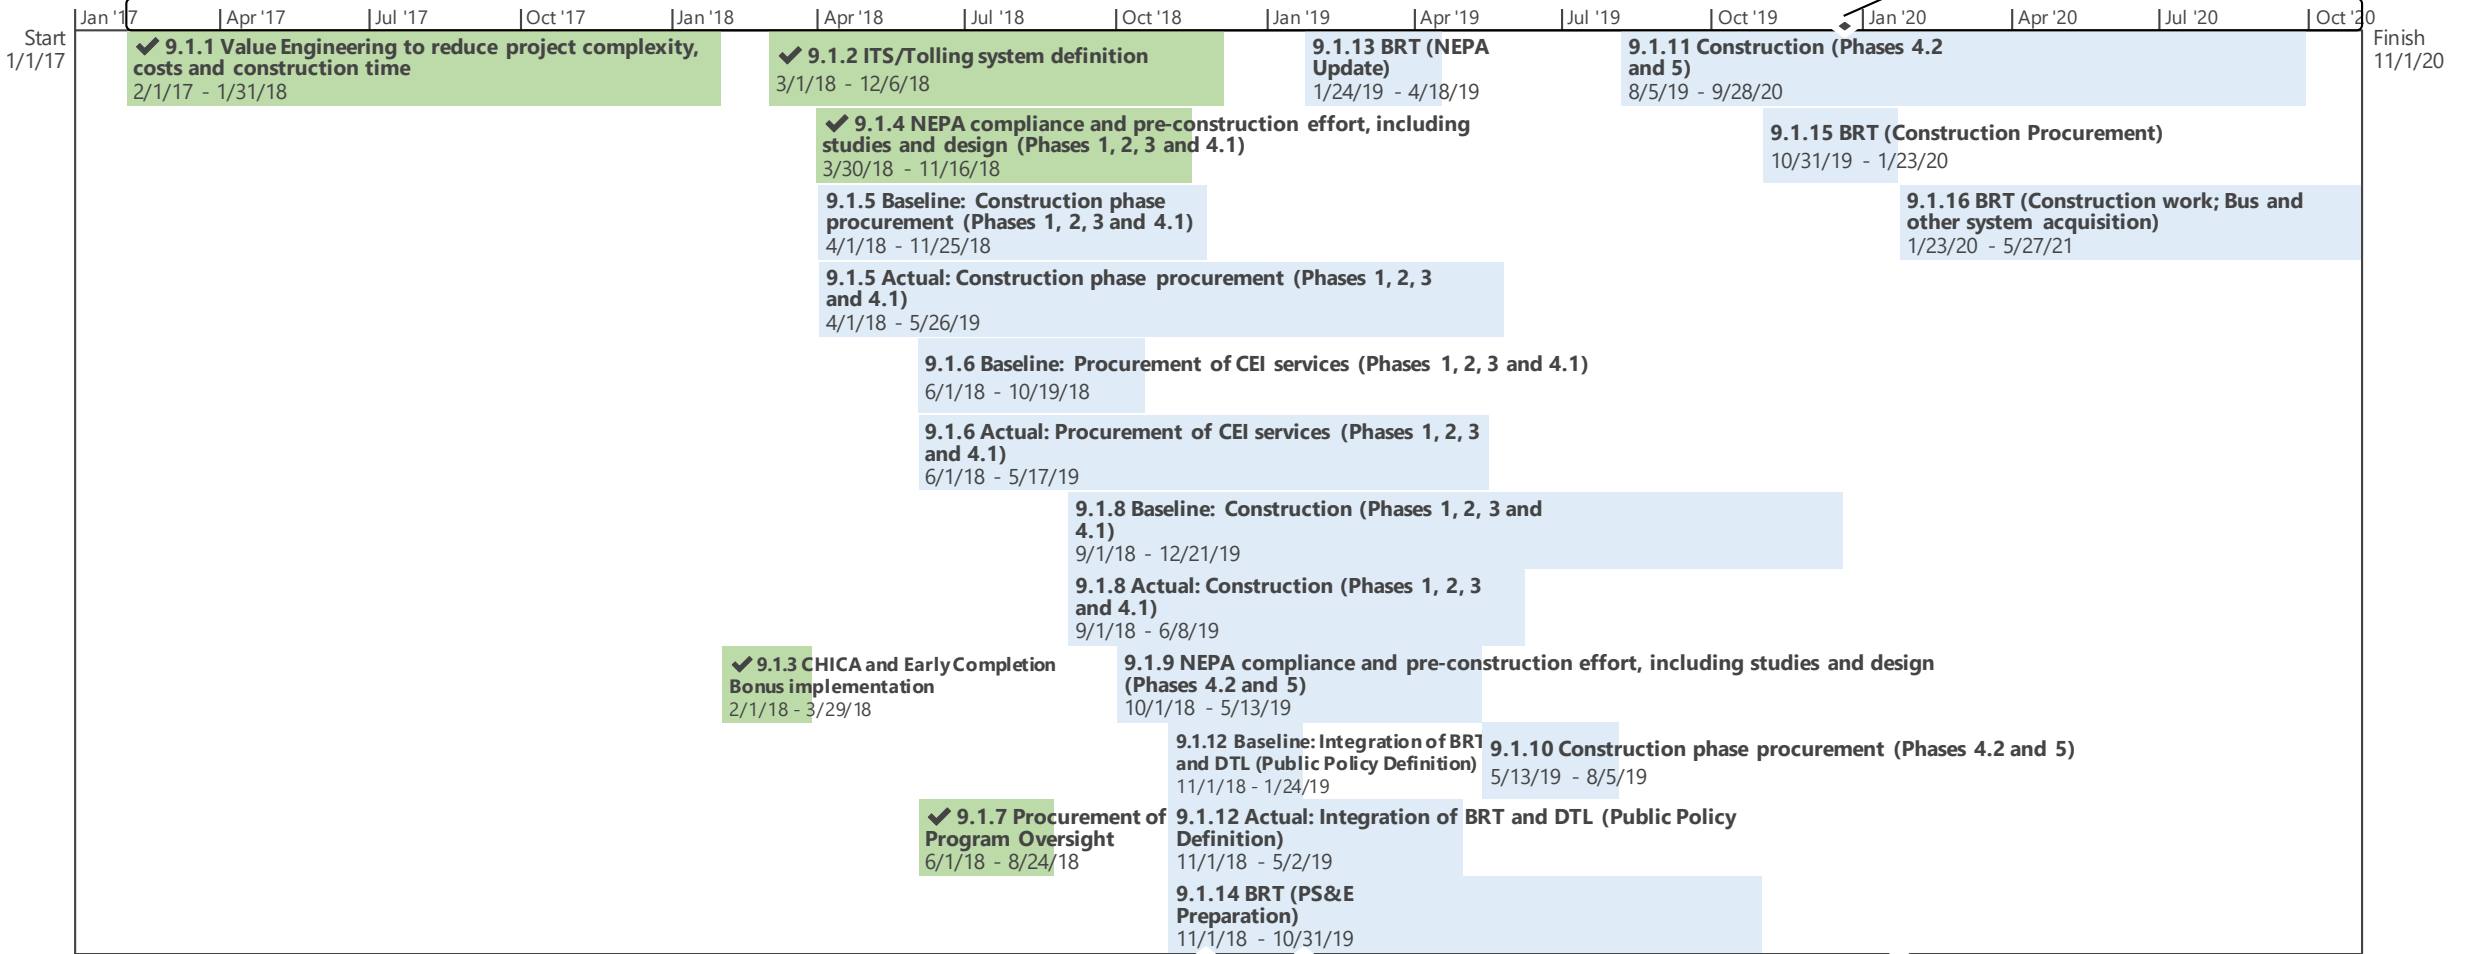 Jan '17
Apr '17
Jul '17
Oct '17
Jan '18
Apr '18
Jul '18
Oct '18
Jan '19
Apr '19
Jul '19
Oct '19
Jan '20
Apr '20
Jul '20
Oct '20
Start
1/1/17
Finish
11/1/20
✔ 9.1.1 Value Engineering to reduce project complexity,
costs and construction time
2/1/17 - 1/31/18
✔ 9.1.2 ITS/Tolling system definition
3/1/18 - 12/6/18
9.1.13 BRT (NEPA
Update)
1/24/19 - 4/18/19
9.1.11 Construction (Phases 4.2
and 5)
8/5/19 - 9/28/20
✔ 9.1.4 NEPA compliance and pre-construction effort, including
studies and design (Phases 1, 2, 3 and 4.1)
3/30/18 - 11/16/18
9.1.15 BRT (Construction Procurement)
10/31/19 - 1/23/20
9.1.5 Baseline: Construction phase
procurement (Phases 1, 2, 3 and 4.1)
4/1/18 - 11/25/18
9.1.16 BRT (Construction work; Bus and
other system acquisition)
1/23/20 - 5/27/21
9.1.5 Actual: Construction phase procurement (Phases 1, 2, 3
and 4.1)
4/1/18 - 5/26/19
9.1.6 Baseline: Procurement of CEI services (Phases 1, 2, 3 and 4.1)
6/1/18 - 10/19/18
9.1.6 Actual: Procurement of CEI services (Phases 1, 2, 3
and 4.1)
6/1/18 - 5/17/19
9.1.8 Baseline: Construction (Phases 1, 2, 3 and
4.1)
9/1/18 - 12/21/19
9.1.8 Actual: Construction (Phases 1, 2, 3
and 4.1)
9/1/18 - 6/8/19
✔ 9.1.3 CHICA and Early Completion
Bonus implementation
2/1/18 - 3/29/18
9.1.9 NEPA compliance and pre-construction effort, including studies and design
(Phases 4.2 and 5)
10/1/18 - 5/13/19
9.1.12 Baseline: Integration of BRT
and DTL (Public Policy Definition)
11/1/18 - 1/24/19
9.1.10 Construction phase procurement (Phases 4.2 and 5)
5/13/19 - 8/5/19
✔ 9.1.7 Procurement of
Program Oversight
6/1/18 - 8/24/18
9.1.12 Actual: Integration of BRT and DTL (Public Policy
Definition)
11/1/18 - 5/2/19
9.1.14 BRT (PS&E
Preparation)
11/1/18 - 10/31/19